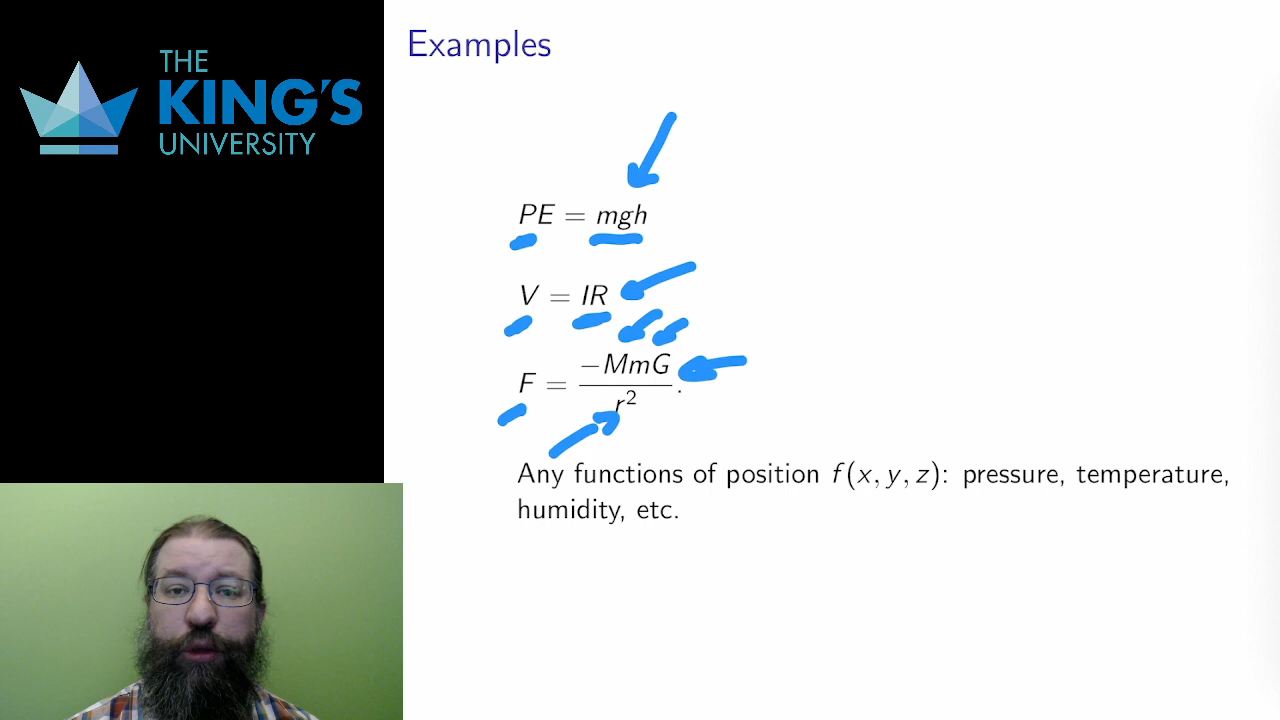 THE
KING'S
UNIVERSITY
Examples
PE = mgh
V = IR
F = −MmG / r².
Any functions of position f(x, y, z): pressure, temperature,
humidity, etc.